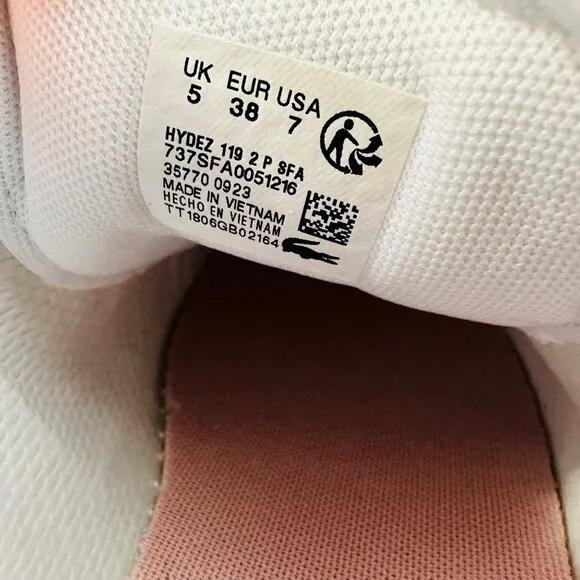 UK EUR USA
5 38 7
HYDEZ 119 2 P SFA
737SFA0051216
35770 0923
MADE IN VIETNAM
HECHO EN VIETNAM
TT1806GB02164